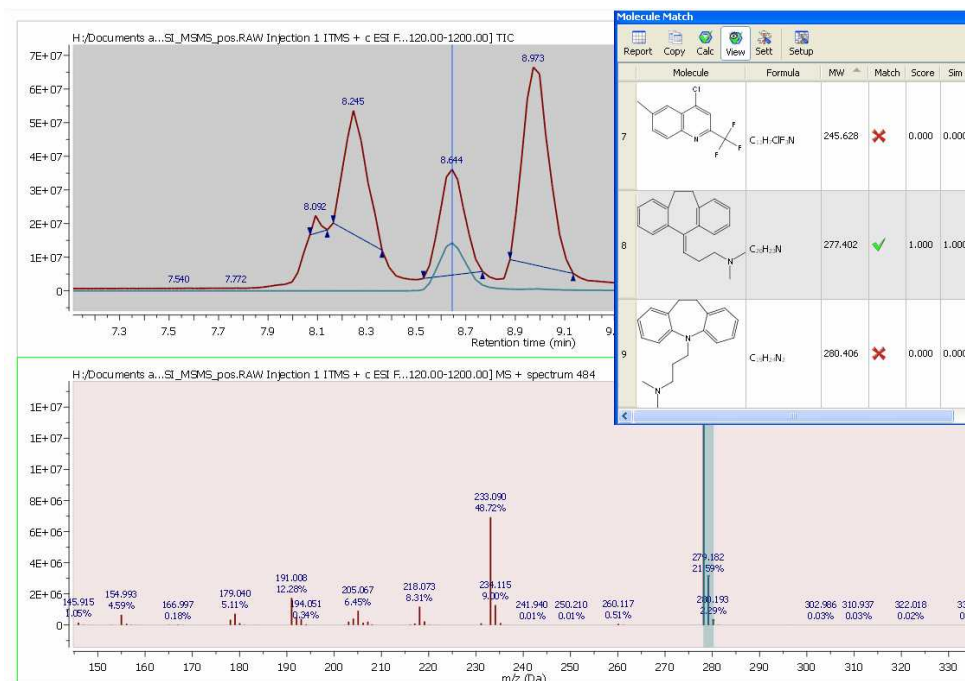 H:/Documents a...SI_MSMS_pos.RAW Injection 1 ITMS + c ESI F...120.00-1200.00] TIC
7E+07
6E+07
5E+07
4E+07
3E+07
2E+07
1E+07
0
8.245
8.973
8.644
8.092
7.540
7.772
7.3 7.5 7.7 7.9 8.1 8.3 8.5 8.7 8.9 9.1
Retention time (min)
Molecule Match
Report Copy Calc View Sett Setup
Molecule Formula MW Match Score Sim
7 Cl N F F F 245.628 0.000 0.000
8 N C₂₀H₂₃N 277.402 1.000 1.000
9 N N 280.406 0.000 0.000
H:/Documents a...SI_MSMS_pos.RAW Injection 1 ITMS + c ESI F...120.00-1200.00] MS + spectrum 484
1E+07
1E+07
1E+07
8E+06
6E+06
4E+06
2E+06
0
145.915
1.05%
154.993
4.59%
166.997
0.18%
179.040
5.11%
191.008
12.28%
194.051
0.34%
205.067
6.45%
218.073
8.31%
233.090
48.72%
234.115
9.00%
241.940
0.01%
250.210
0.01%
260.117
0.51%
279.182
21.59%
280.193
2.29%
302.986
0.03%
310.937
0.03%
322.018
0.02%
150 160 170 180 190 200 210 220 230 240 250 260 270 280 290 300 310 320 330
m/z (Da)